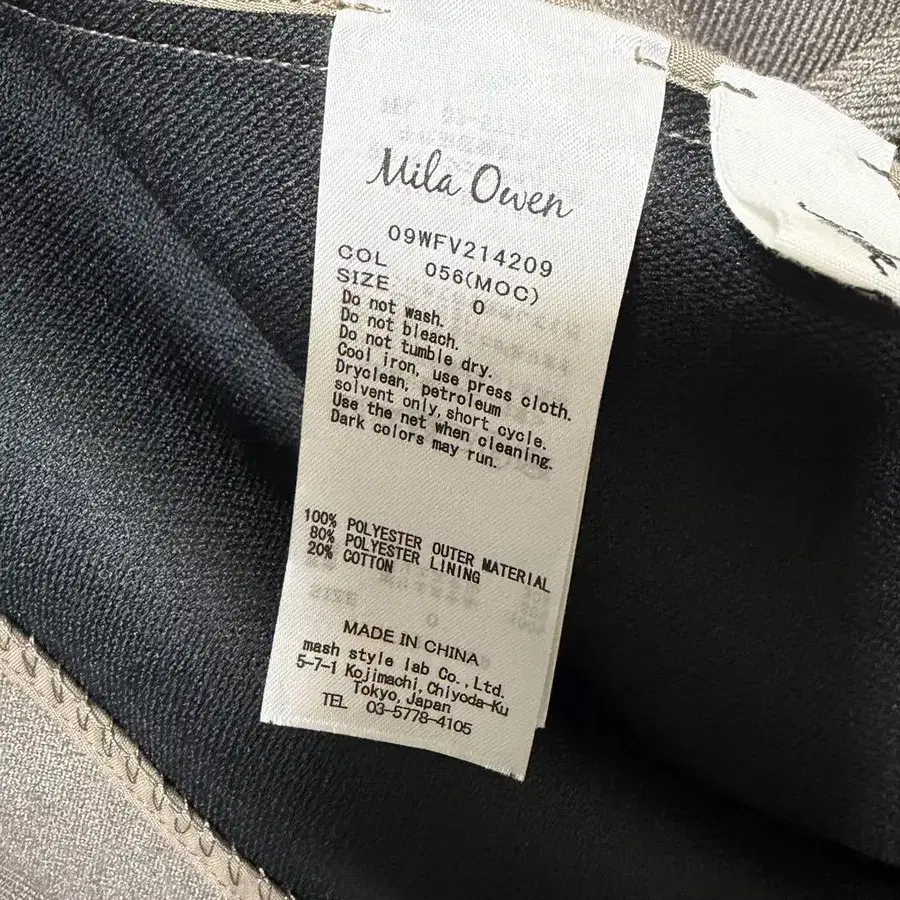 Mila Owen
09WFV214209
COL 056(MOC)
SIZE 0
Do not wash.
Do not bleach.
Do not tumble dry.
Cool iron, use press cloth.
Dryclean, petroleum
solvent only, short cycle.
Use the net when cleaning.
Dark colors may run.
100% POLYESTER OUTER MATERIAL
80% POLYESTER LINING
20% COTTON
MADE IN CHINA
mash style lab Co.,Ltd.
5-7-1 Kojimachi,Chiyoda-Ku
Tokyo,Japan
TEL 03-5778-4105